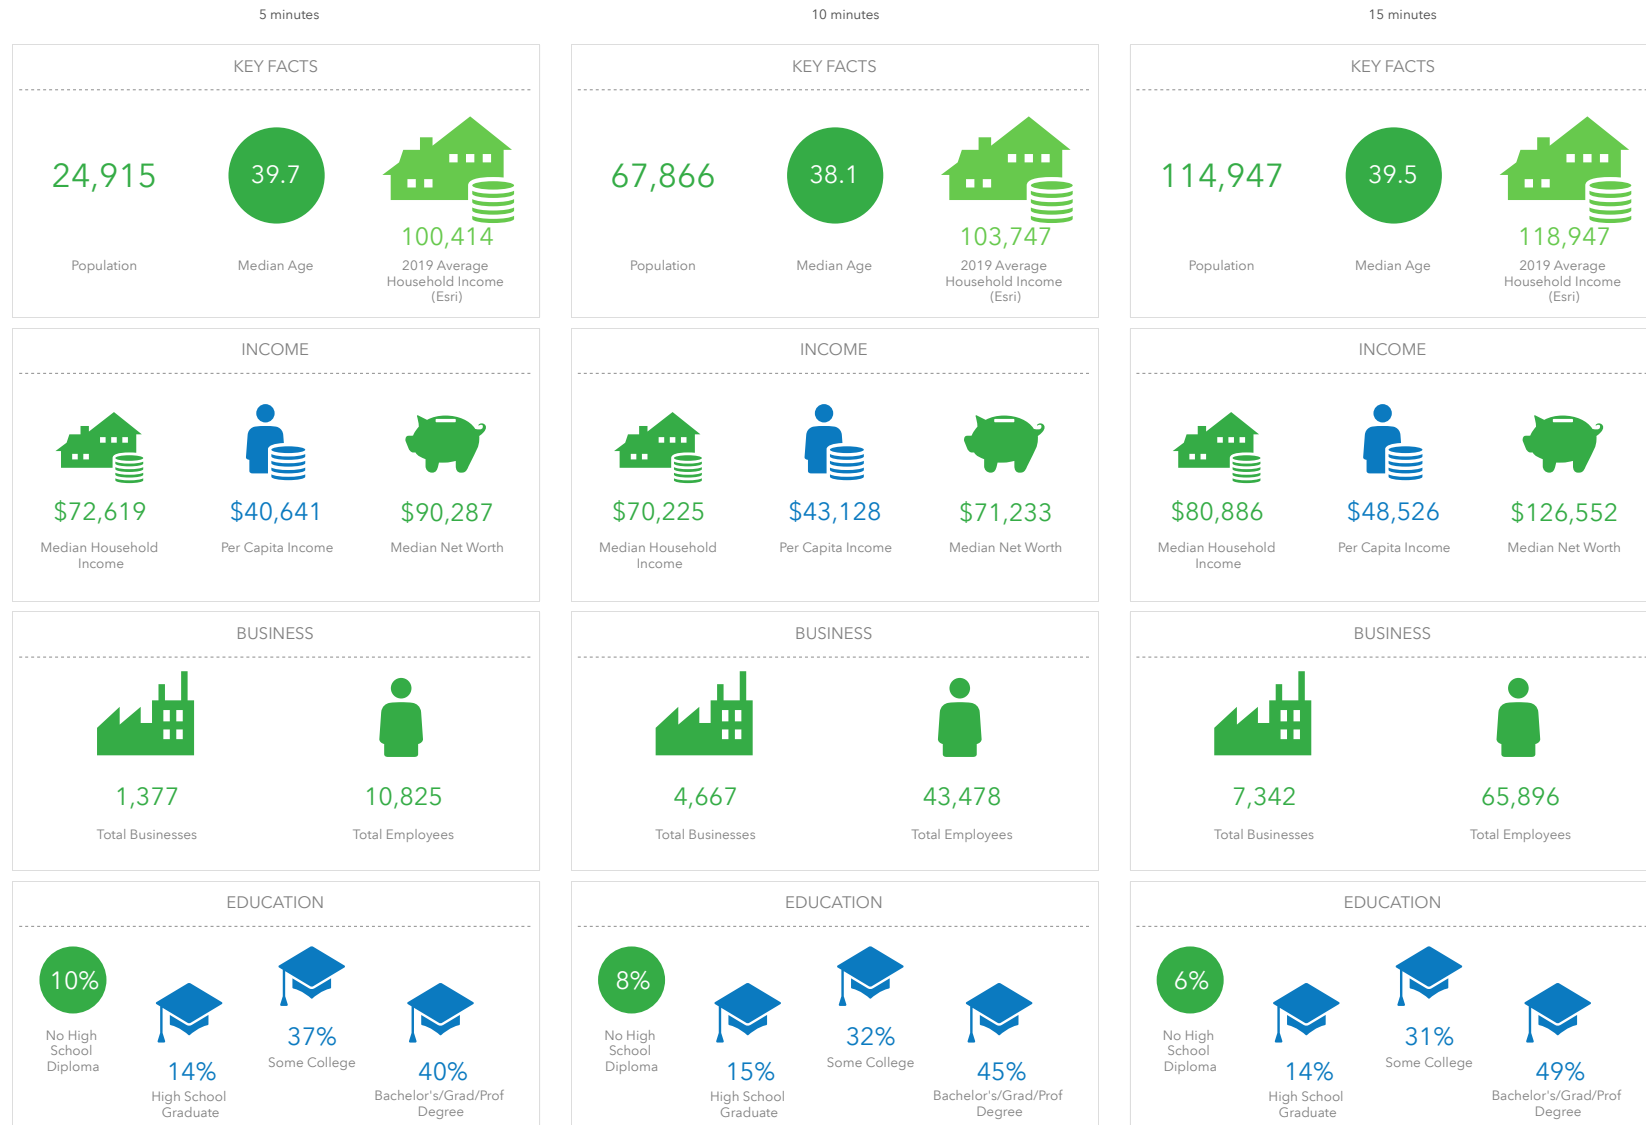 5 minutes
10 minutes
15 minutes
KEY FACTS
24,915
Population
39.7
Median Age
100,414
2019 Average
Household Income
(Esri)
KEY FACTS
67,866
Population
38.1
Median Age
103,747
2019 Average
Household Income
(Esri)
KEY FACTS
114,947
Population
39.5
Median Age
118,947
2019 Average
Household Income
(Esri)
INCOME
$72,619
Median Household
Income
$40,641
Per Capita Income
$90,287
Median Net Worth
INCOME
$70,225
Median Household
Income
$43,128
Per Capita Income
$71,233
Median Net Worth
INCOME
$80,886
Median Household
Income
$48,526
Per Capita Income
$126,552
Median Net Worth
BUSINESS
1,377
Total Businesses
10,825
Total Employees
BUSINESS
4,667
Total Businesses
43,478
Total Employees
BUSINESS
7,342
Total Businesses
65,896
Total Employees
EDUCATION
10%
No High
School
Diploma
14%
High School
Graduate
37%
Some College
40%
Bachelor's/Grad/Prof
Degree
EDUCATION
8%
No High
School
Diploma
15%
High School
Graduate
32%
Some College
45%
Bachelor's/Grad/Prof
Degree
EDUCATION
6%
No High
School
Diploma
14%
High School
Graduate
31%
Some College
49%
Bachelor's/Grad/Prof
Degree